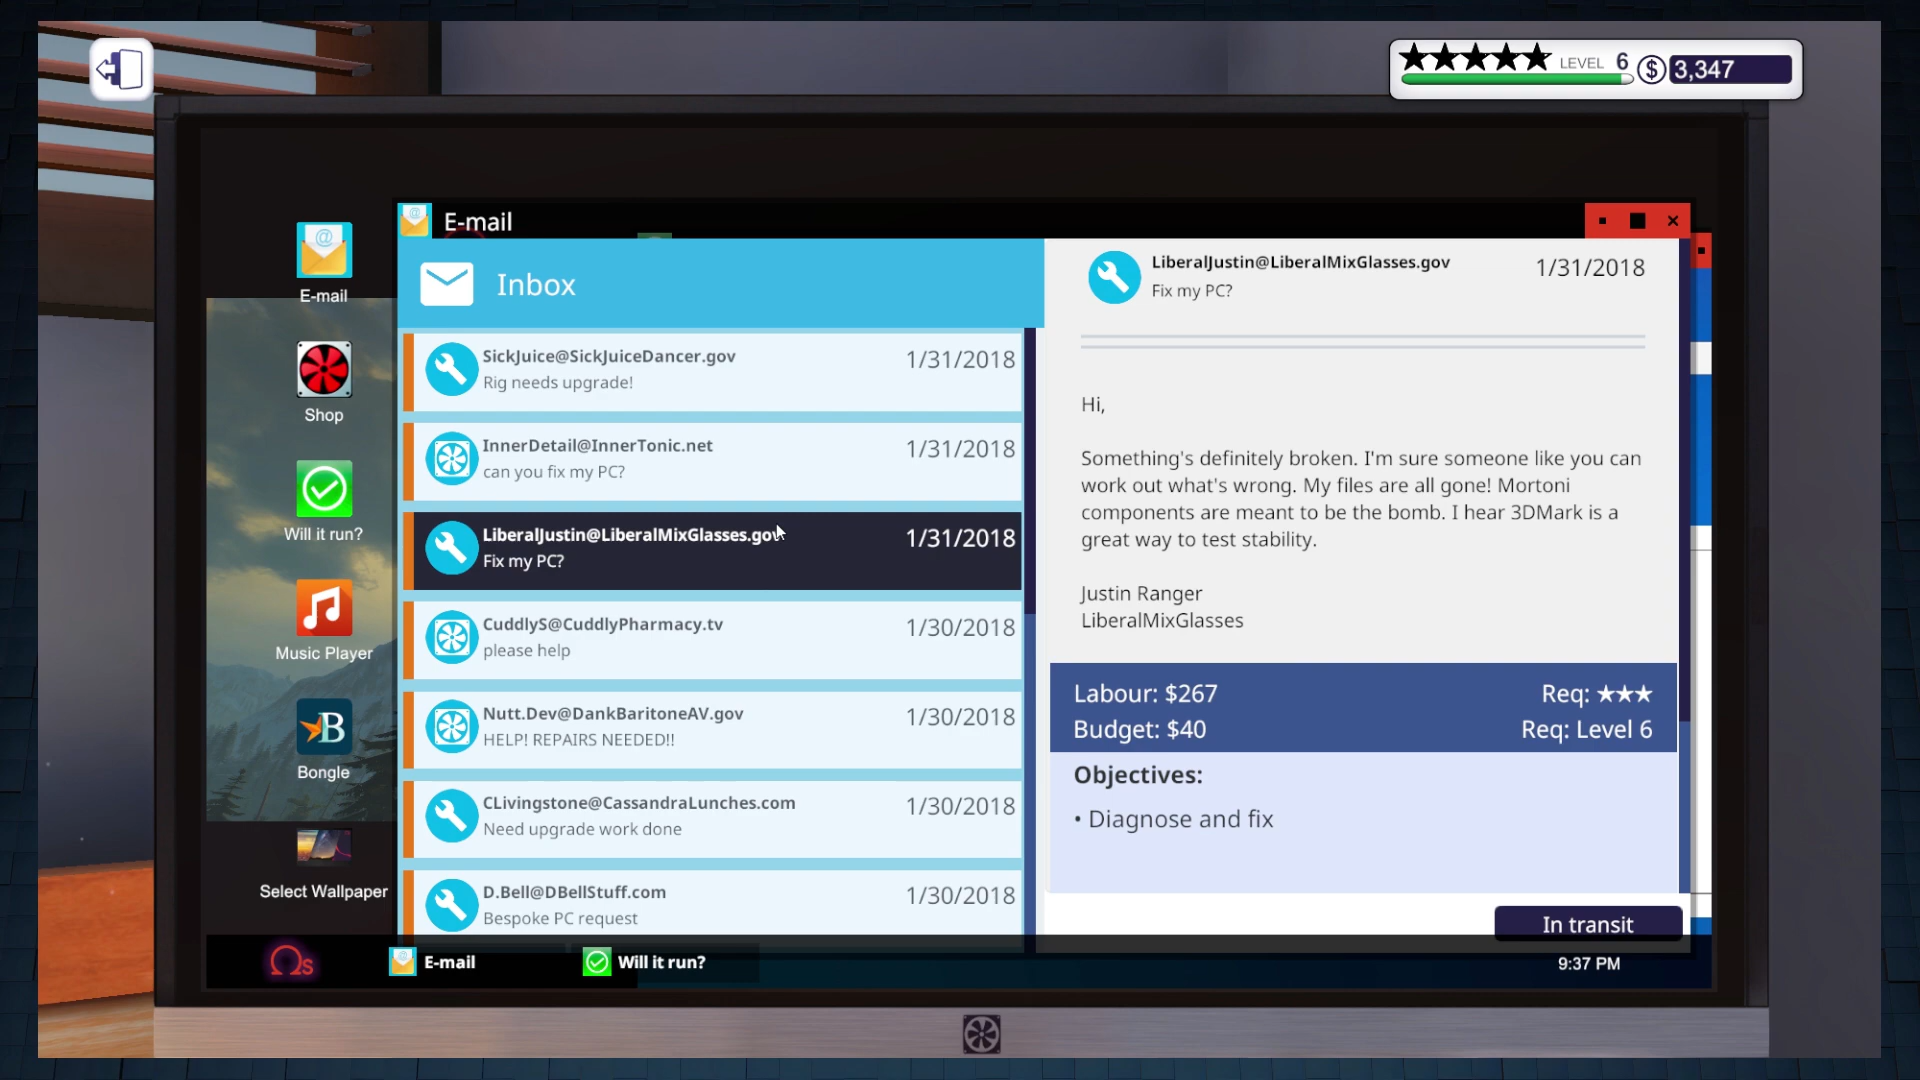 LEVEL 6 $ 3,347
E-mail
Shop
Will it run?
Music Player
B
Bongle
Select Wallpaper
E-mail
Inbox
SickJuice@SickJuiceDancer.gov 1/31/2018
Rig needs upgrade!
InnerDetail@InnerTonic.net 1/31/2018
can you fix my PC?
LiberalJustin@LiberalMixGlasses.gov 1/31/2018
Fix my PC?
CuddlyS@CuddlyPharmacy.tv 1/30/2018
please help
Nutt.Dev@DankBaritoneAV.gov 1/30/2018
HELP! REPAIRS NEEDED!!
CLivingstone@CassandraLunches.com 1/30/2018
Need upgrade work done
D.Bell@DBellStuff.com 1/30/2018
Bespoke PC request
LiberalJustin@LiberalMixGlasses.gov 1/31/2018
Fix my PC?
Hi,
Something's definitely broken. I'm sure someone like you can
work out what's wrong. My files are all gone! Mortoni
components are meant to be the bomb. I hear 3DMark is a
great way to test stability.
Justin Ranger
LiberalMixGlasses
Labour: $267 Req: ★★★
Budget: $40 Req: Level 6
Objectives:
• Diagnose and fix
In transit
Ωs E-mail Will it run? 9:37 PM